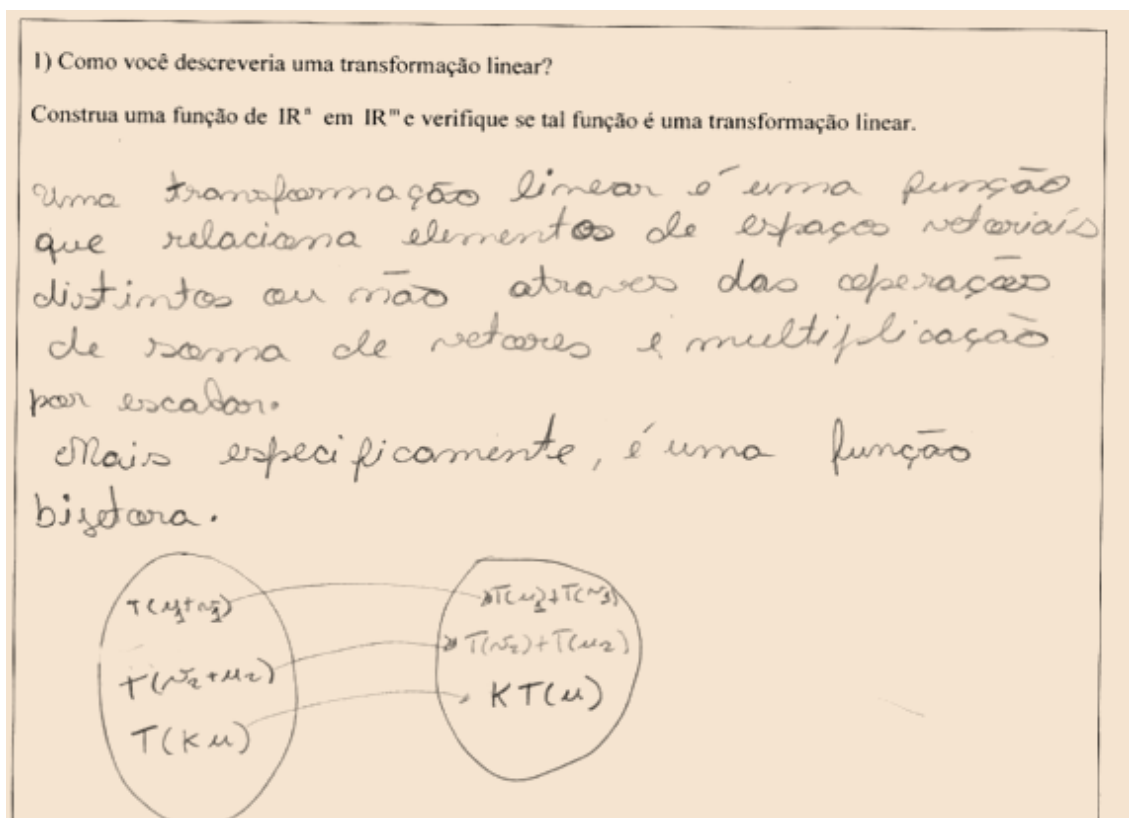 1) Como você descreveria uma transformação linear?
Construa uma função de IRⁿ em IRᵐ e verifique se tal função é uma transformação linear.
Uma transformação linear é uma função
que relaciona elementos de espaços vetoriais
distintos ou não atraves das operações
de soma de vetores e multiplicação
por escalar.
Mais especificamente, é uma função
bijetora.
T(u₁+v₁) T(u₁)+T(v₁)
T(v₂+u₂) T(v₂)+T(u₂)
T(Ku) KT(u)